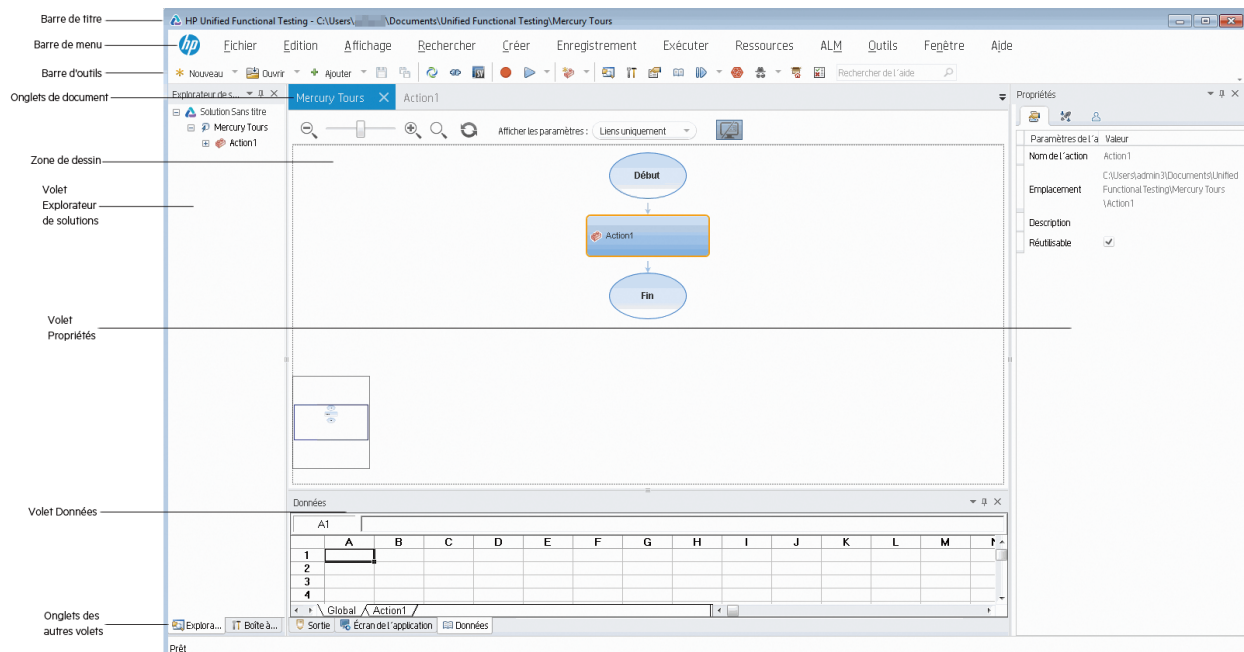 Barre de titre
HP Unified Functional Testing - C:\Users\ \Documents\Unified Functional Testing\Mercury Tours
Barre de menu
hp Fichier Edition Affichage Rechercher Créer Enregistrement Exécuter Ressources ALM Outils Fenêtre Aide
Barre d'outils
Nouveau Ouvrir Ajouter Rechercher de l'aide
Onglets de document
Explorateur de s...
Mercury Tours Action1
Propriétés
Solution Sans titre
Mercury Tours
Action1
Afficher les paramètres : Liens uniquement
Paramètres de l'a Valeur
Nom de l'action Action1
Emplacement C:\Users\admin3\Documents\Unified
Functional Testing\Mercury Tours
\Action1
Description
Réutilisable
Zone de dessin
Volet
Explorateur
de solutions
Début
Action1
Fin
Volet
Propriétés
Données
Volet Données
A1
A B C D E F G H I J K L M N
1
2
3
4
Global Action1
Onglets des
autres volets
Explora... Boîte à... Sortie Écran de l'application Données
Prêt